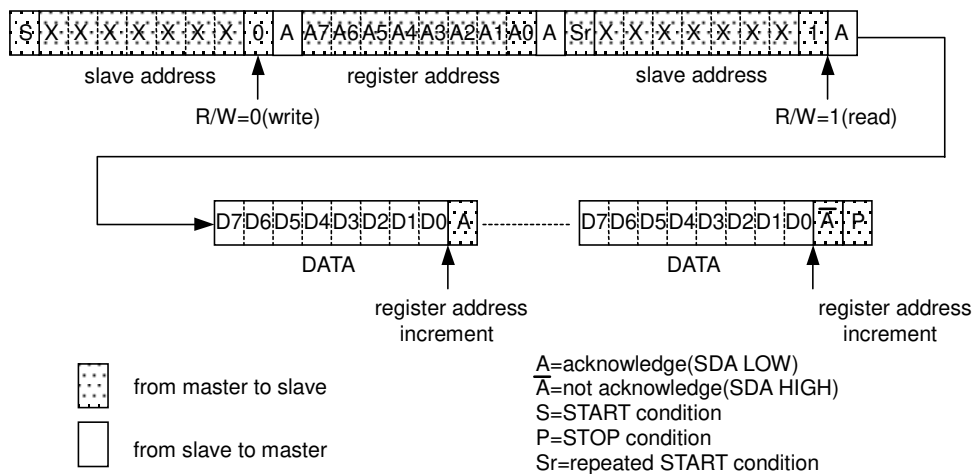 S X X X X X X X 0 A A7 A6 A5 A4 A3 A2 A1 A0 A Sr X X X X X X X 1 A
slave address register address slave address
R/W=0(write) R/W=1(read)
D7 D6 D5 D4 D3 D2 D1 D0 A D7 D6 D5 D4 D3 D2 D1 D0 A̅ P
DATA DATA
register address register address
increment increment
A=acknowledge(SDA LOW)
from master to slave
A̅=not acknowledge(SDA HIGH)
S=START condition
P=STOP condition
from slave to master
Sr=repeated START condition